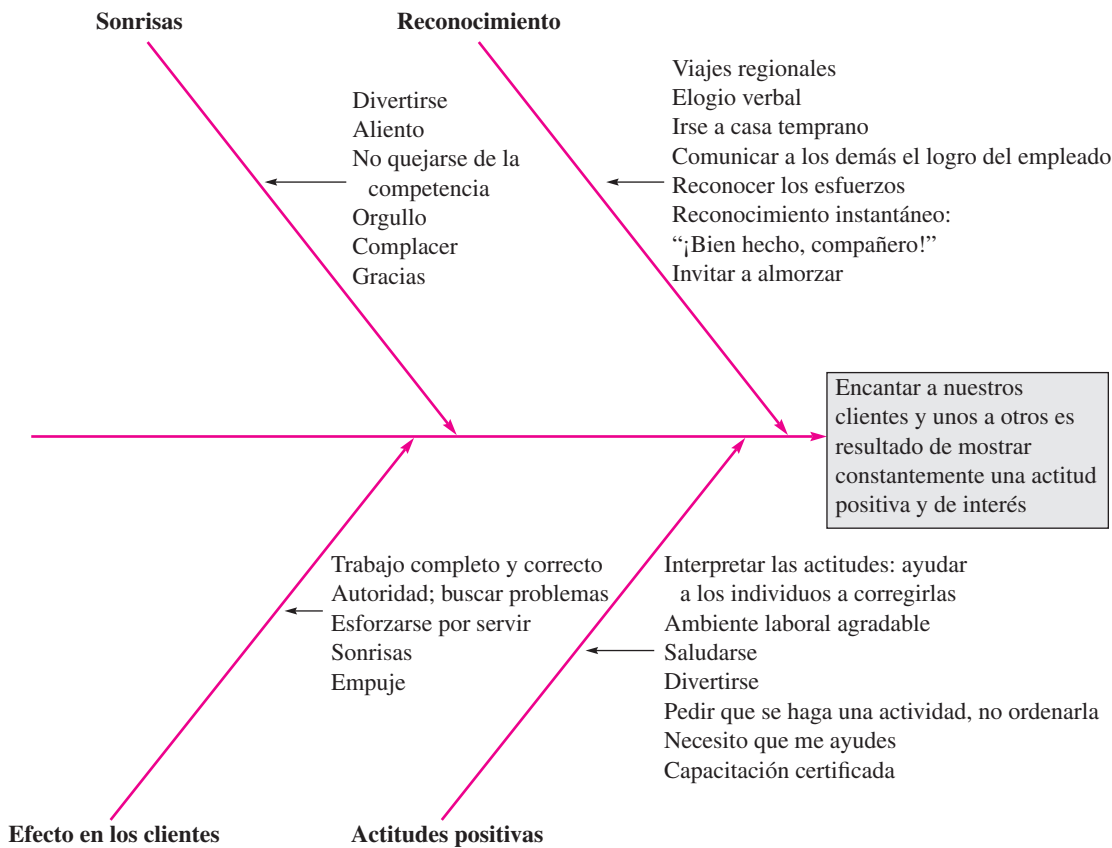 Sonrisas
Reconocimiento
Divertirse
Aliento
No quejarse de la
competencia
Orgullo
Complacer
Gracias
Viajes regionales
Elogio verbal
Irse a casa temprano
Comunicar a los demás el logro del empleado
Reconocer los esfuerzos
Reconocimiento instantáneo:
“¡Bien hecho, compañero!”
Invitar a almorzar
Encantar a nuestros
clientes y unos a otros es
resultado de mostrar
constantemente una actitud
positiva y de interés
Trabajo completo y correcto
Autoridad; buscar problemas
Esforzarse por servir
Sonrisas
Empuje
Interpretar las actitudes: ayudar
a los individuos a corregirlas
Ambiente laboral agradable
Saludarse
Divertirse
Pedir que se haga una actividad, no ordenarla
Necesito que me ayudes
Capacitación certificada
Efecto en los clientes
Actitudes positivas